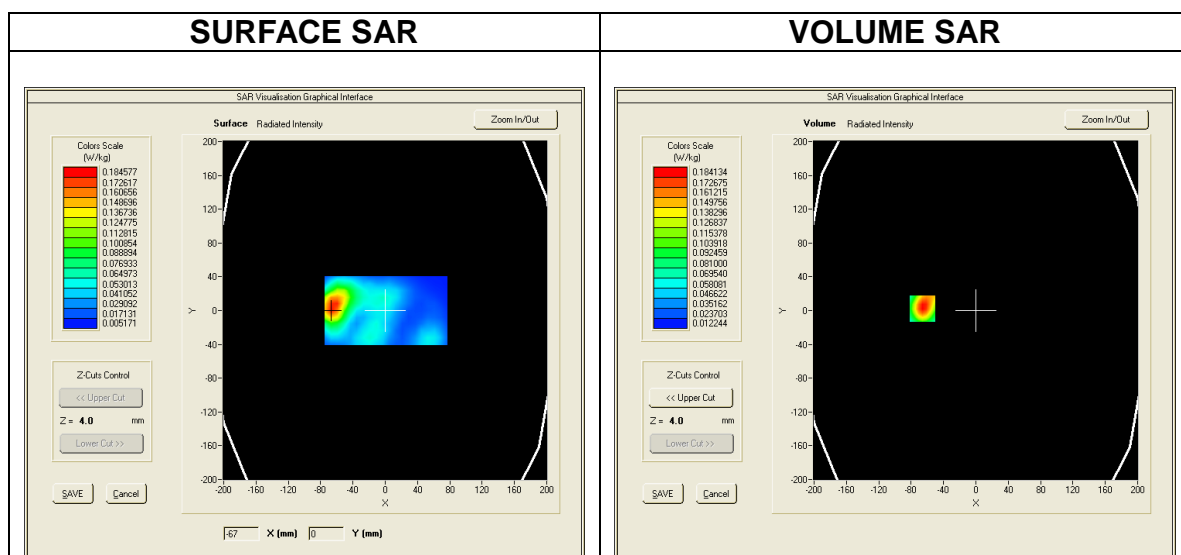 SURFACE SAR
VOLUME SAR
SAR Visualisation Graphical Interface
Surface Radiated Intensity
Zoom In/Out
Colors Scale
(W/kg)
0.184577
0.172617
0.160656
0.148696
0.136736
0.124775
0.112815
0.100854
0.088894
0.076933
0.064973
0.053013
0.041052
0.029092
0.017131
0.005171
200
160
120
80
40
0
-40
-80
-120
-160
-200
Y
-200 -160 -120 -80 -40 0 40 80 120 160 200
X
Z-Cuts Control
<< Upper Cut
Z = 4.0 mm
Lower Cut >>
SAVE Cancel
-67 X (mm) 0 Y (mm)
SAR Visualisation Graphical Interface
Volume Radiated Intensity
Zoom In/Out
Colors Scale
(W/kg)
0.184134
0.172675
0.161215
0.149756
0.138296
0.126837
0.115378
0.103918
0.092459
0.081000
0.069540
0.058081
0.046622
0.035162
0.023703
0.012244
200
160
120
80
40
0
-40
-80
-120
-160
-200
Y
-200 -160 -120 -80 -40 0 40 80 120 160 200
X
Z-Cuts Control
<< Upper Cut
Z = 4.0 mm
Lower Cut >>
SAVE Cancel